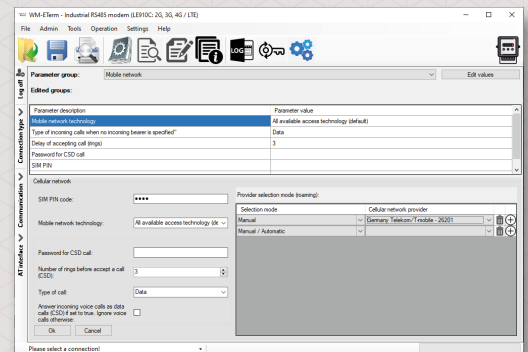 WM-ETerm - Industrial RS485 modem (LE910C: 2G, 3G, 4G / LTE)
File Admin Tools Operation Settings Help
LOG
Parameter group: Mobile network Edit values
Edited groups:
Log off
Connection type
Communication
AT interface
Parameter description Parameter value
Mobile network technology All available access technology (default)
Type of incoming calls when no incoming bearer is specified" Data
Delay of accepting call (rings) 3
Password for CSD call
SIM PIN
Cellular network
SIM PIN code: ••••
Mobile network technology: All available access technology (de
Password for CSD call:
Number of rings before accept a call
(CSD): 3
Type of call: Data
Answer incoming voice calls as data
calls (CSD) if set to true. Ignore voice
calls otherwise:
Ok Cancel
Provider selection mode (roaming):
Selection mode Cellular network provider
Manual Germany Telekom/T-mobile - 26201
Manual / Automatic
Please select a connection!